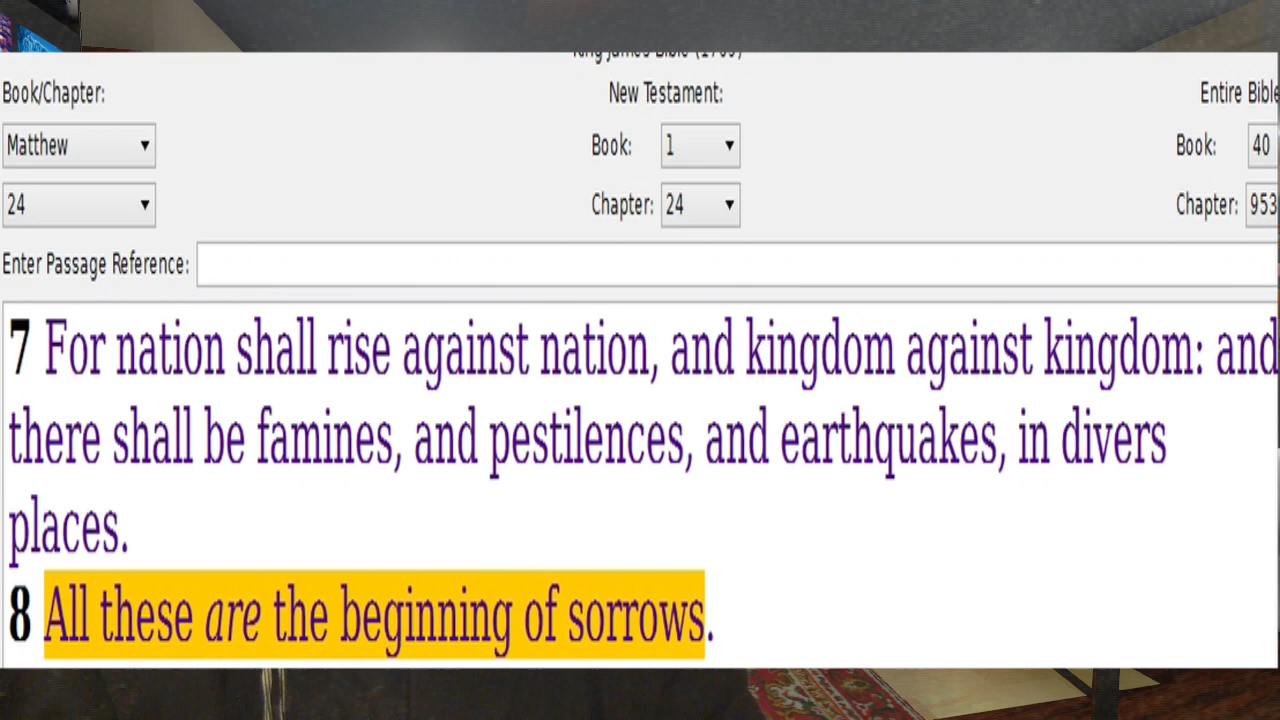 Book/Chapter: New Testament: Entire Bible
Matthew Book: 1 Book: 40
24 Chapter: 24 Chapter: 953
Enter Passage Reference:
7 For nation shall rise against nation, and kingdom against kingdom: and
there shall be famines, and pestilences, and earthquakes, in divers
places.
8 All these are the beginning of sorrows.